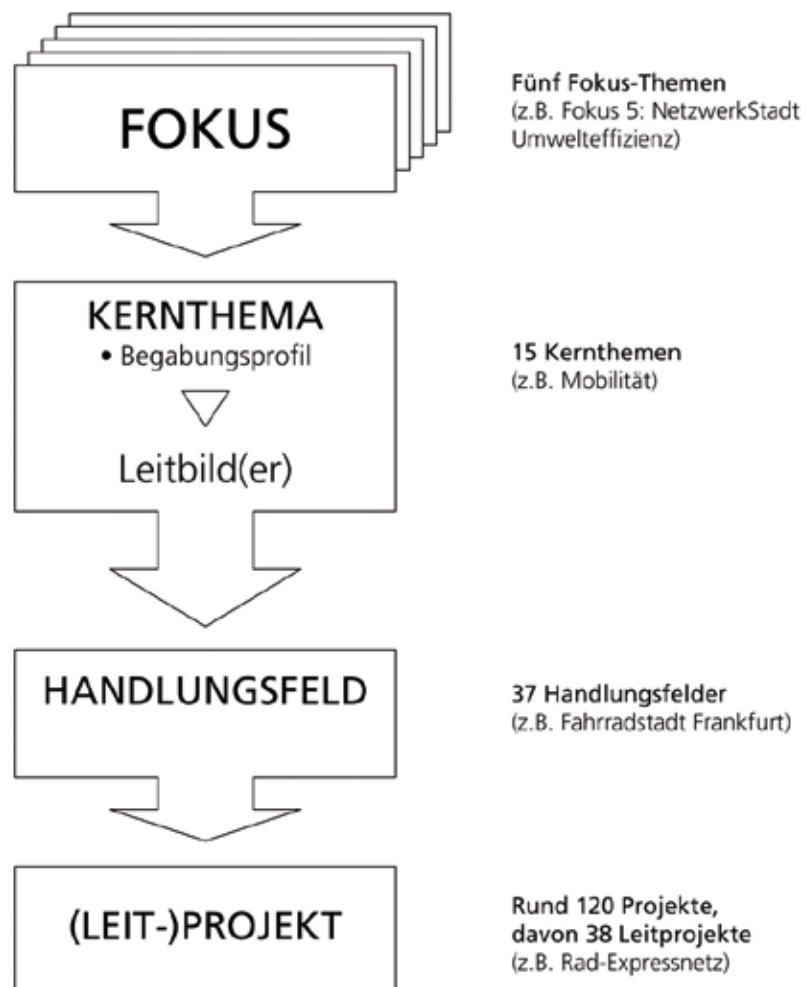 FOKUS
Fünf Fokus-Themen
(z.B. Fokus 5: NetzwerkStadt
Umwelteffizienz)
KERNTHEMA
• Begabungsprofil
Leitbild(er)
15 Kernthemen
(z.B. Mobilität)
HANDLUNGSFELD
37 Handlungsfelder
(z.B. Fahrradstadt Frankfurt)
(LEIT-)PROJEKT
Rund 120 Projekte,
davon 38 Leitprojekte
(z.B. Rad-Expressnetz)